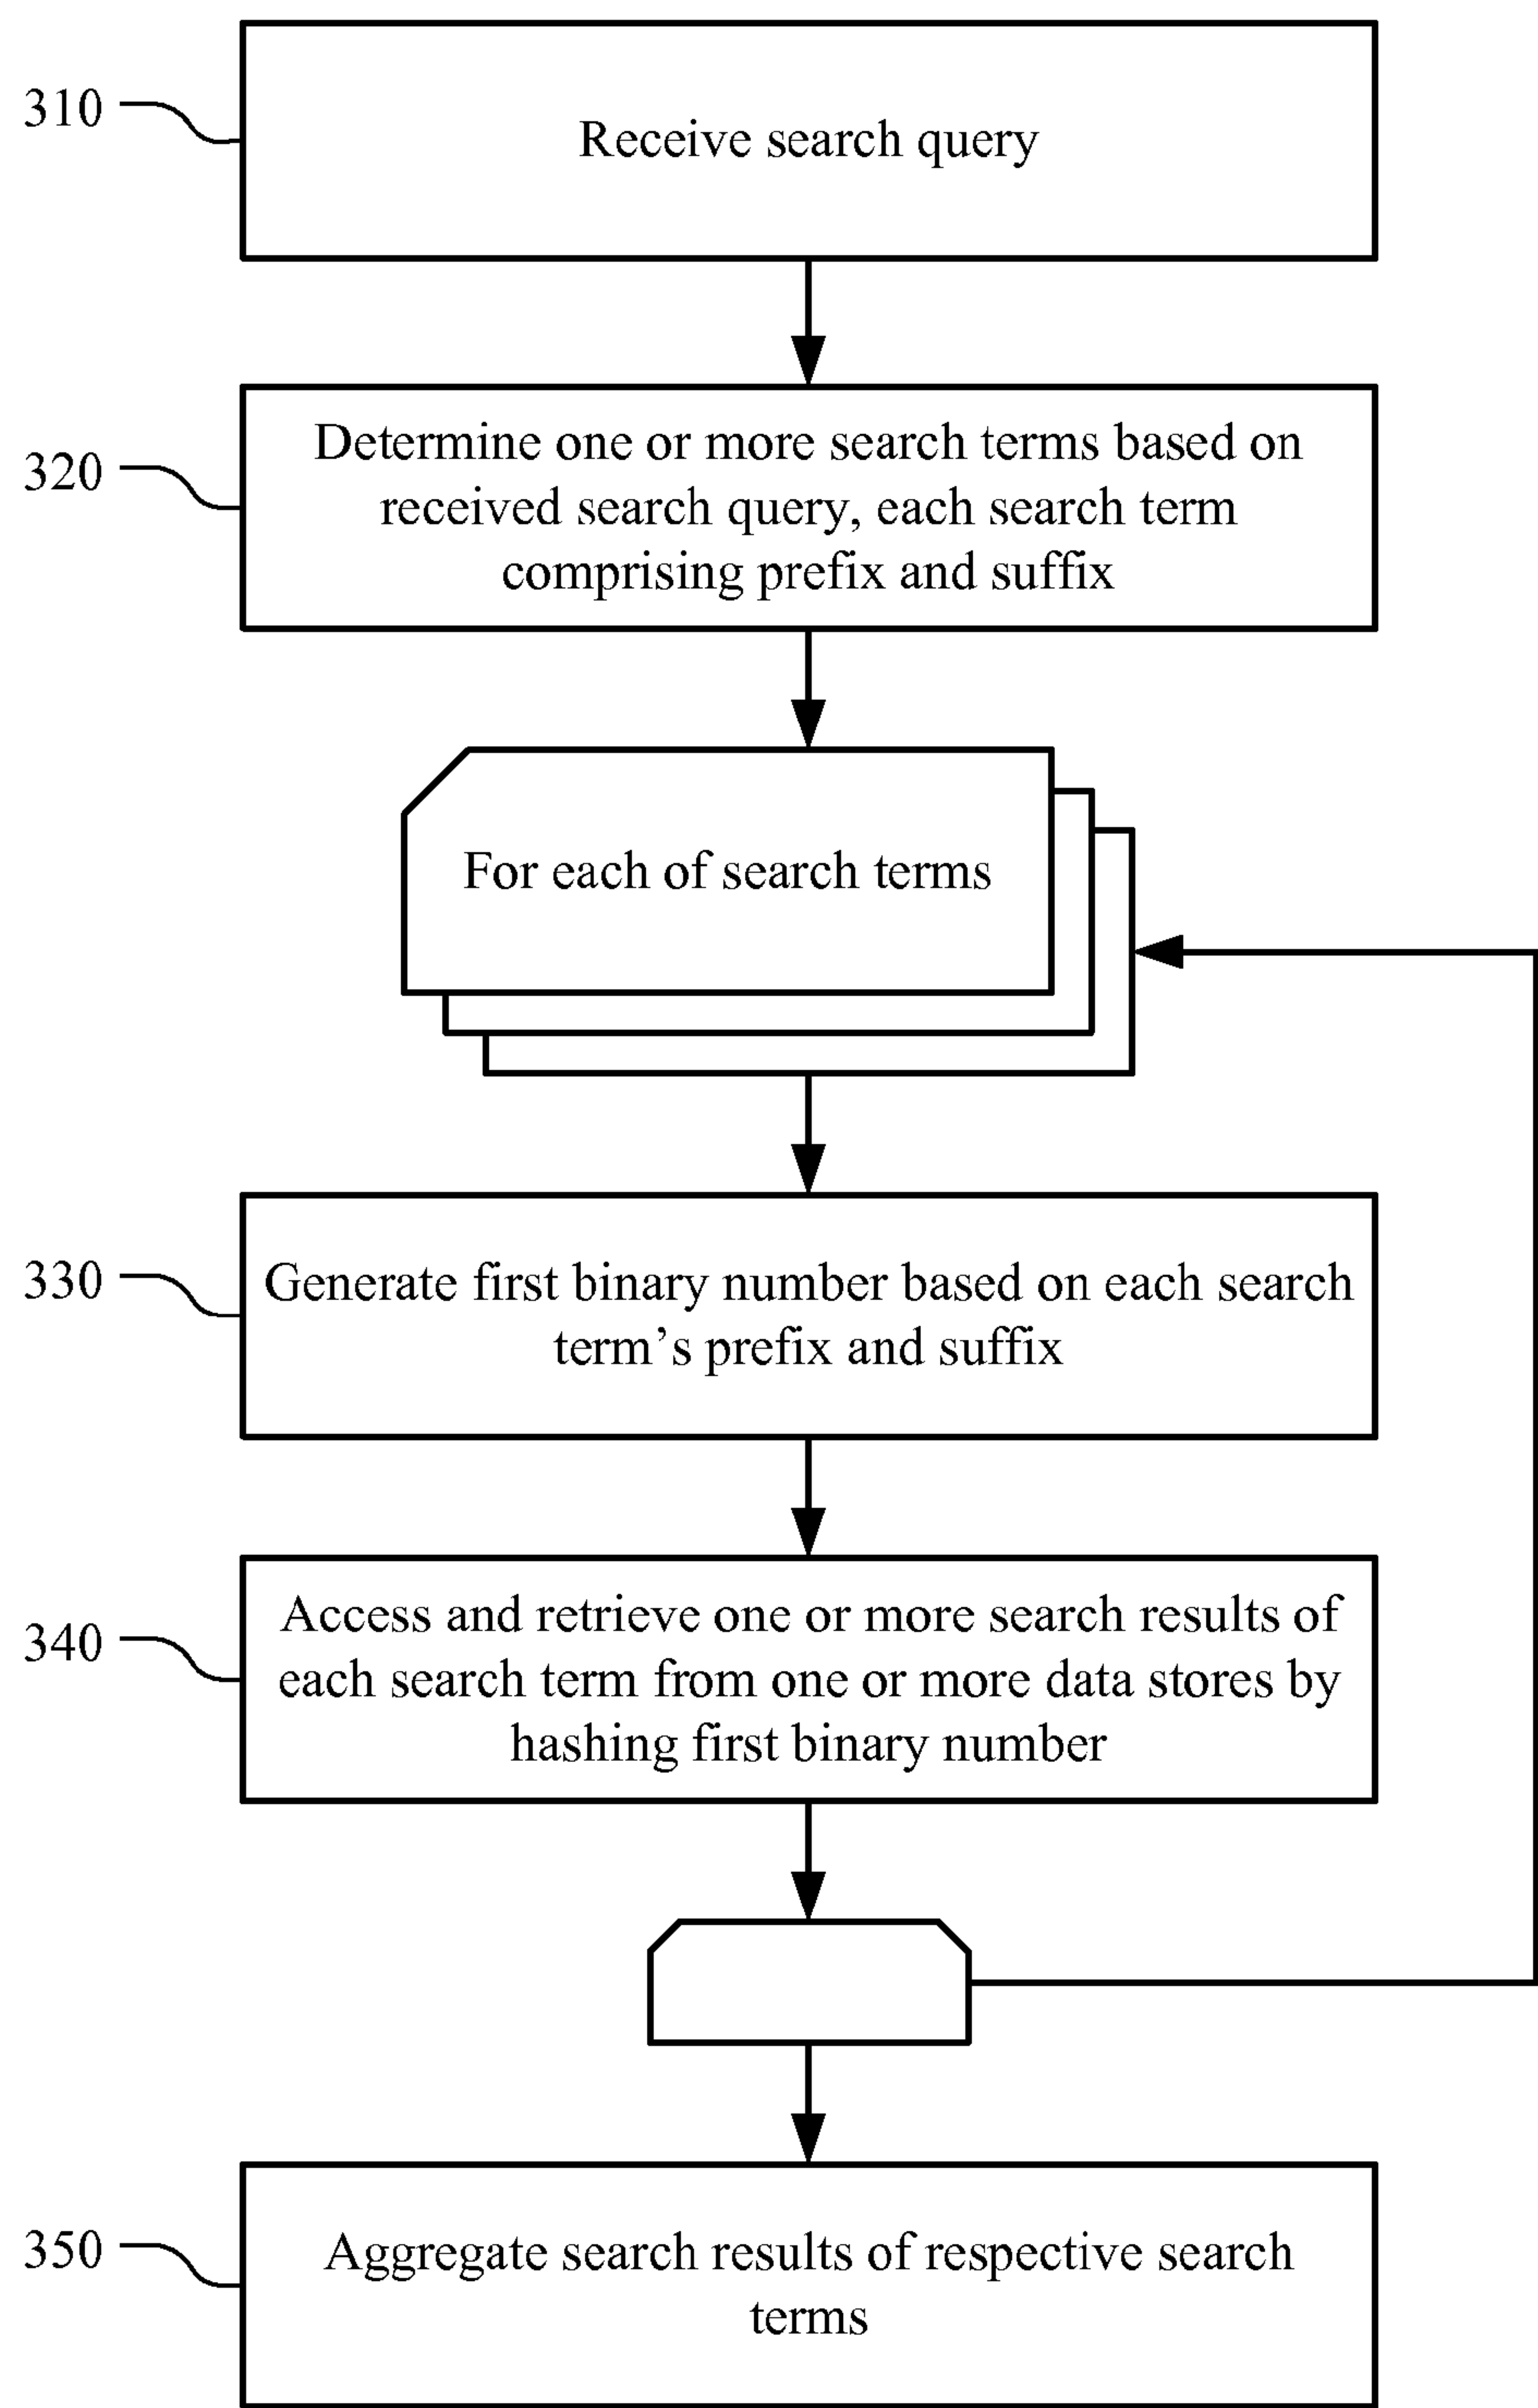 310
Receive search query
320
Determine one or more search terms based on
received search query, each search term
comprising prefix and suffix
For each of search terms
330
Generate first binary number based on each search
term’s prefix and suffix
340
Access and retrieve one or more search results of
each search term from one or more data stores by
hashing first binary number
350
Aggregate search results of respective search
terms